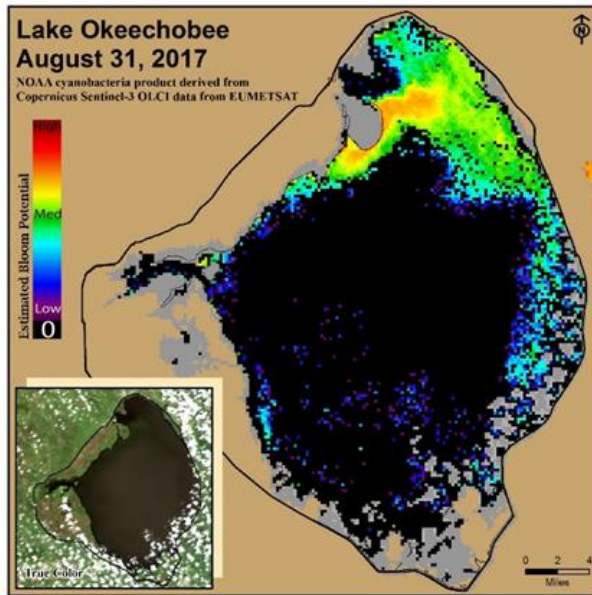 Lake Okeechobee
August 31, 2017
NOAA cyanobacteria product derived from
Copernicus Sentinel-3 OLCI data from EUMETSAT
N
High
Med
Low
0
Estimated Bloom Potential
True Color
0 2 4
Miles